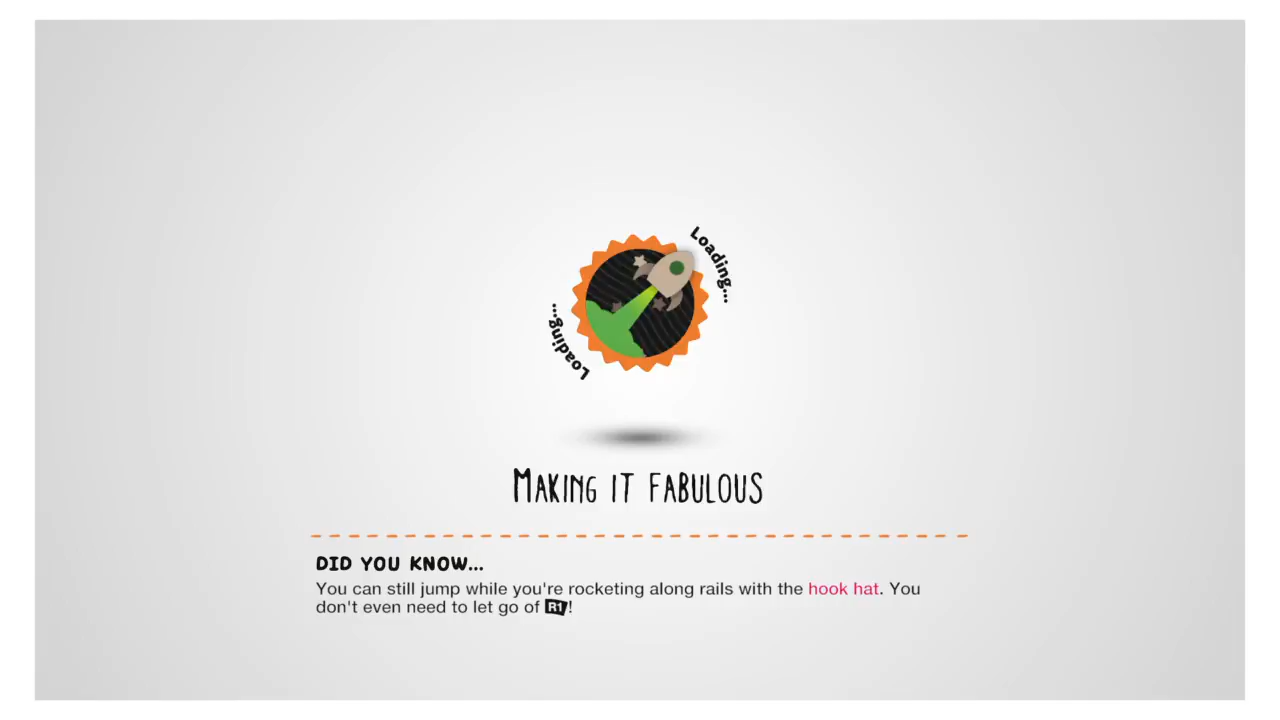 Loading...
Loading...
Making it fabulous
DID YOU KNOW...
You can still jump while you're rocketing along rails with the hook hat. You
don't even need to let go of R1!